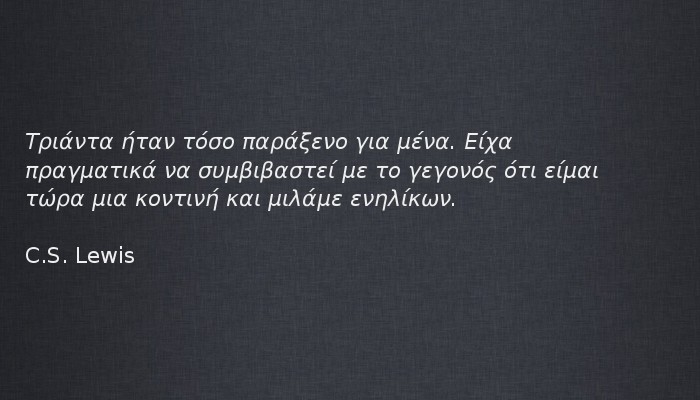 Τριάντα ήταν τόσο παράξενο για μένα. Είχα
πραγματικά να συμβιβαστεί με το γεγονός ότι είμαι
τώρα μια κοντινή και μιλάμε ενηλίκων.
C.S. Lewis